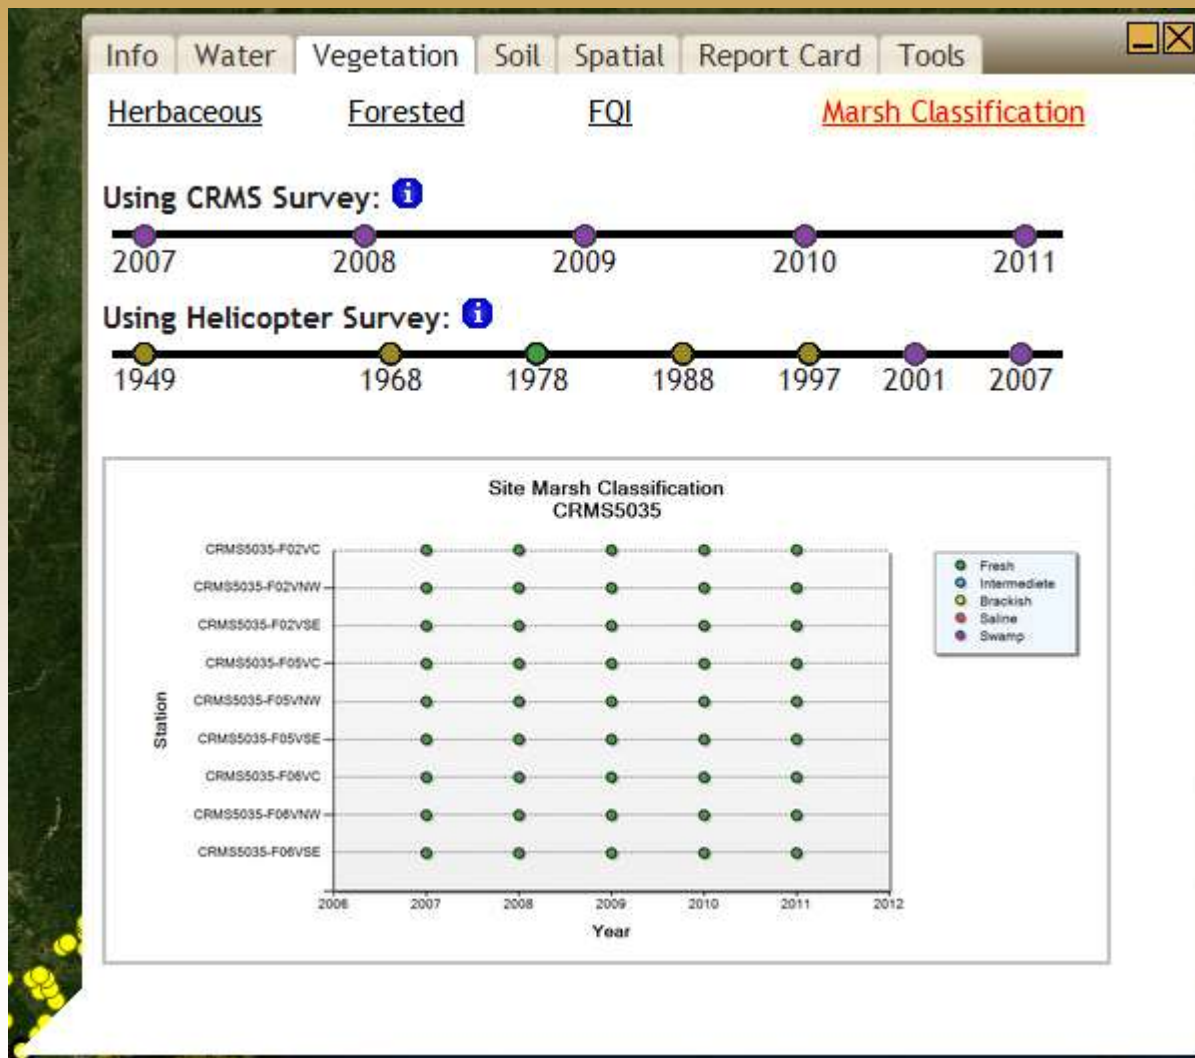 Info Water Vegetation Soil Spatial Report Card Tools
Herbaceous Forested FQI Marsh Classification
Using CRMS Survey: i
2007 2008 2009 2010 2011
Using Helicopter Survey: i
1949 1968 1978 1988 1997 2001 2007
Site Marsh Classification
CRMS5035
CRMS5035-F02VC
CRMS5035-F02VNW
CRMS5035-F02VSE
CRMS5035-F05VC
CRMS5035-F05VNW
CRMS5035-F05VSE
CRMS5035-F06VC
CRMS5035-F06VNW
CRMS5035-F06VSE
Station
2006 2007 2008 2009 2010 2011 2012
Year
Fresh
Intermediete
Brackish
Saline
Swamp